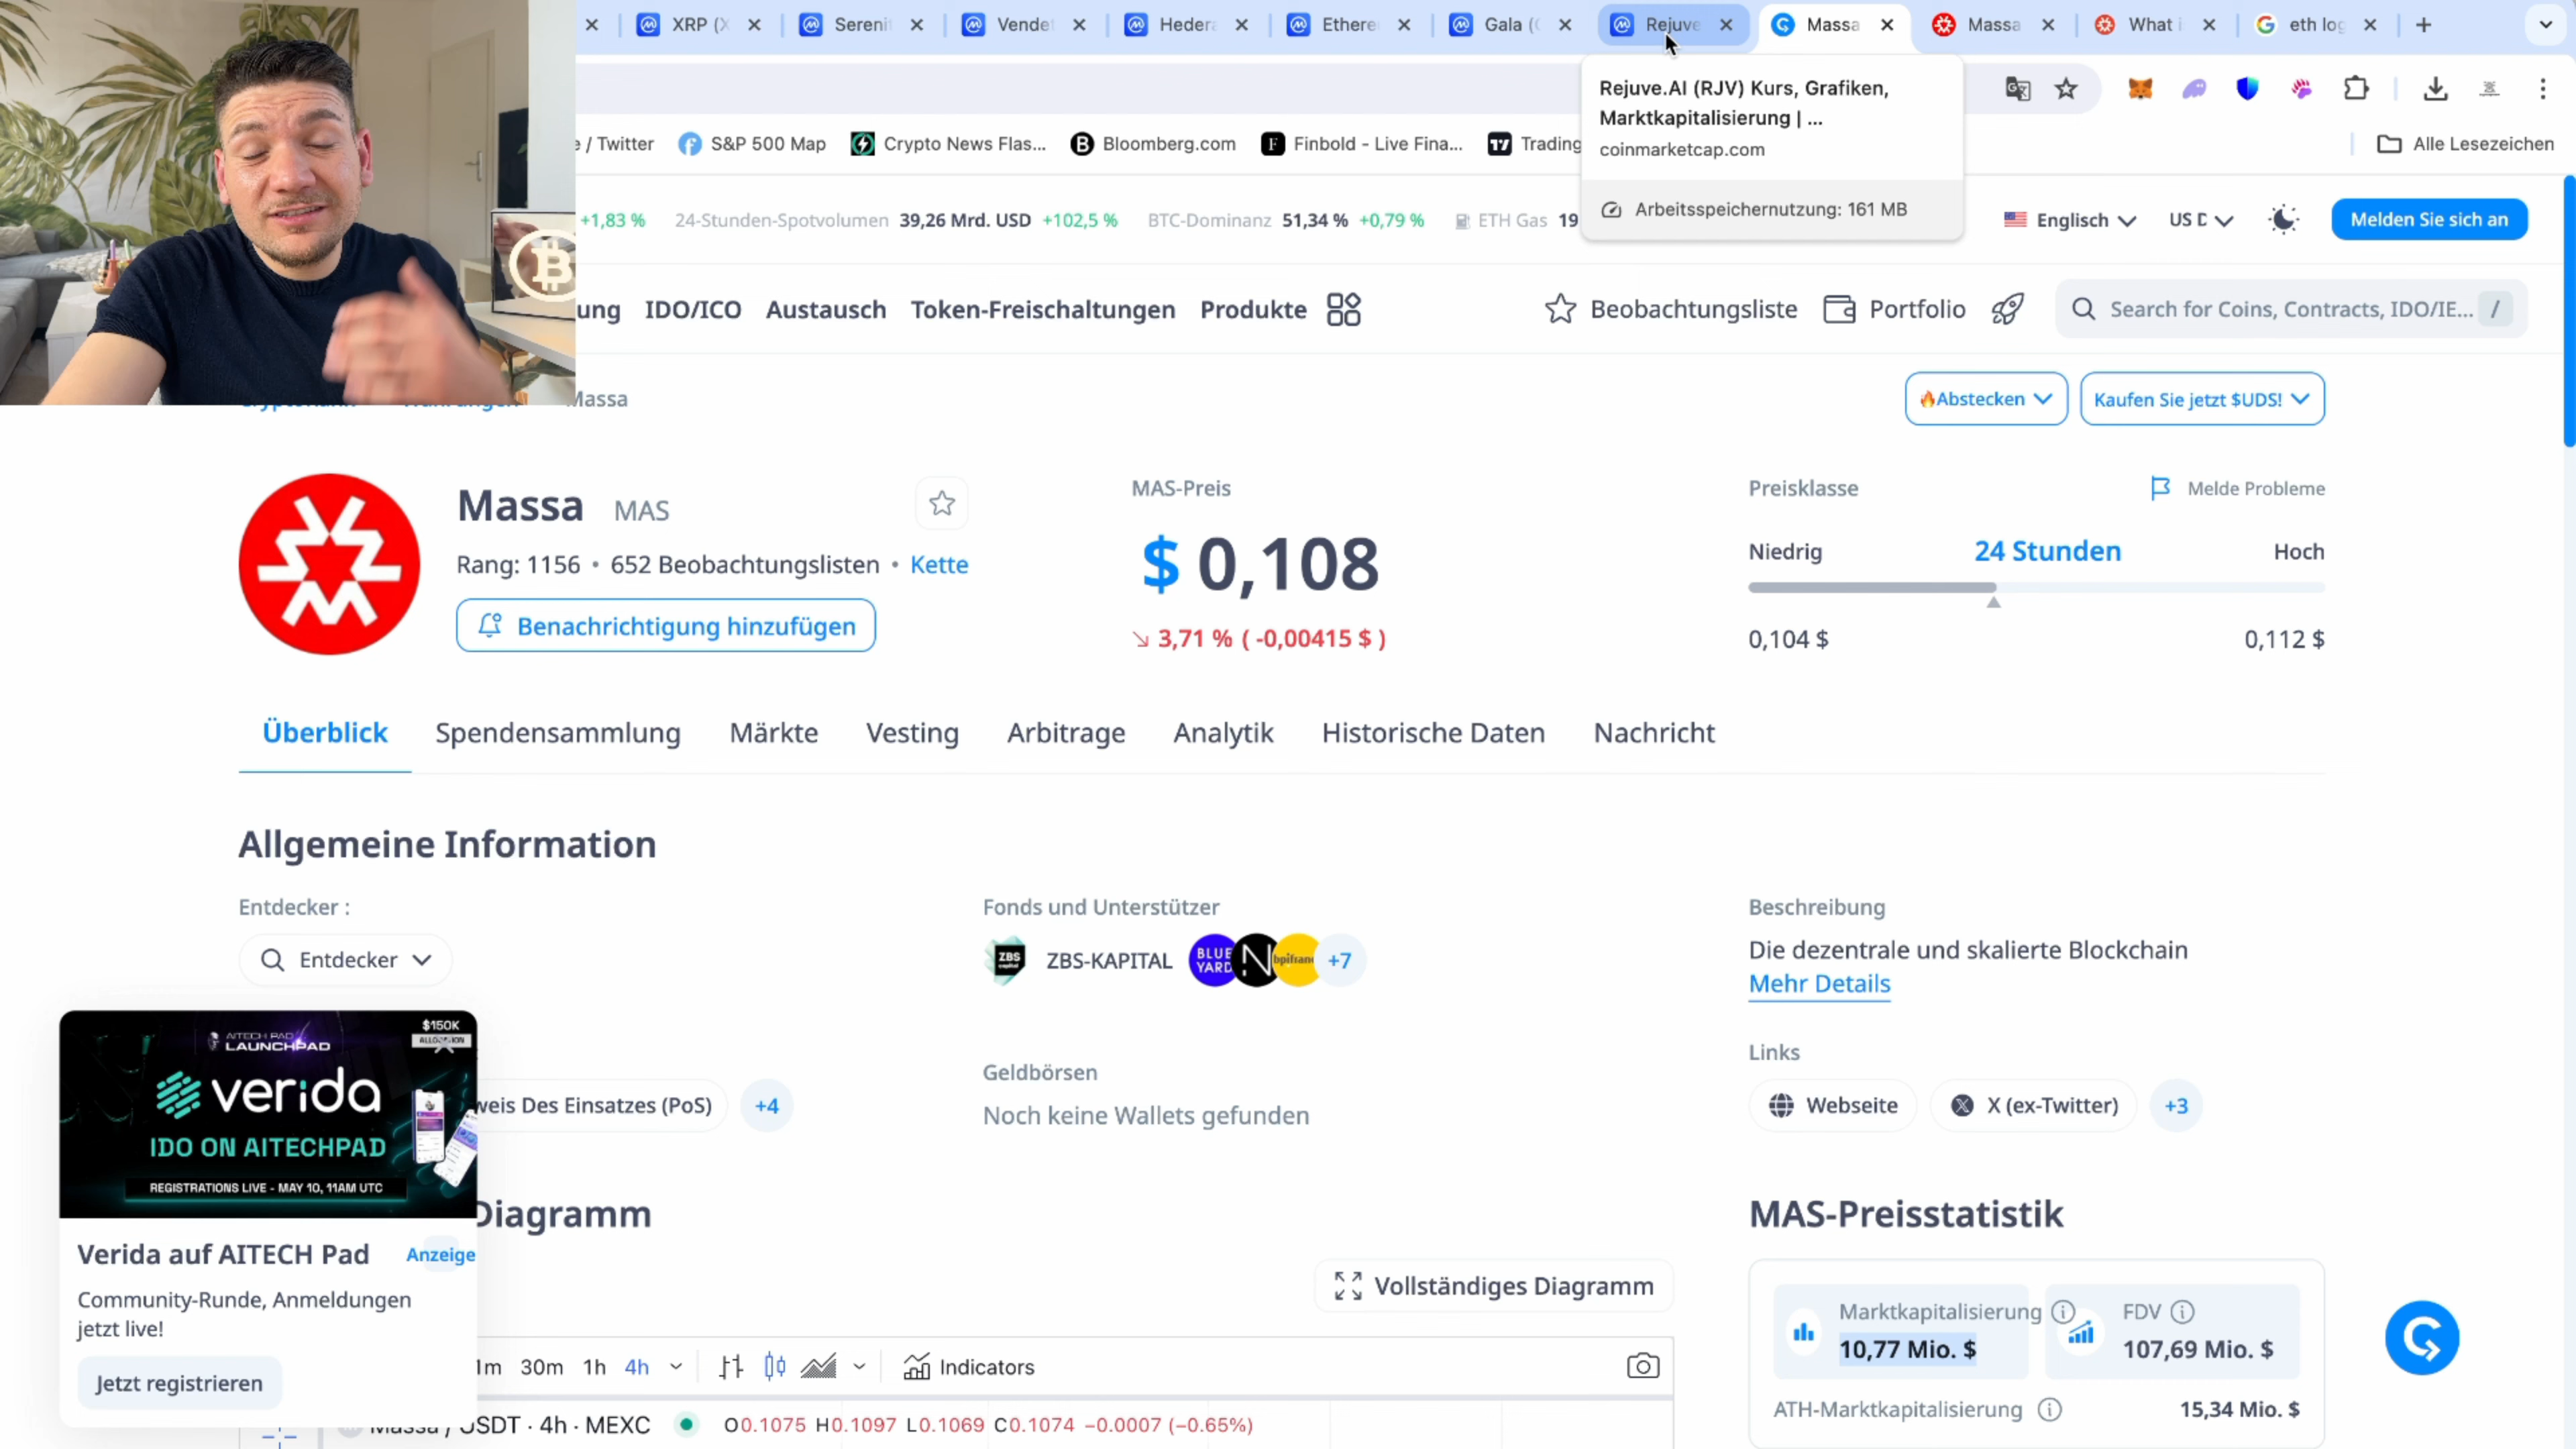 XRP (X
Sereni
Vende
Heder
Ethere
Gala (
Rejuve
Massa
Massa
What i
eth log
Rejuve.AI (RJV) Kurs, Grafiken,
Marktkapitalisierung | ...
coinmarketcap.com
Arbeitsspeichernutzung: 161 MB
e / Twitter
S&P 500 Map
Crypto News Flas...
Bloomberg.com
Finbold - Live Fina...
Trading
Alle Lesezeichen
+1,83 %
24-Stunden-Spotvolumen 39,26 Mrd. USD +102,5 %
BTC-Dominanz 51,34 % +0,79 %
ETH Gas 19
Englisch
US D
Melden Sie sich an
ung
IDO/ICO
Austausch
Token-Freischaltungen
Produkte
Beobachtungsliste
Portfolio
Search for Coins, Contracts, IDO/IE... /
Massa
Abstecken
Kaufen Sie jetzt $UDS!
Massa MAS
Rang: 1156 • 652 Beobachtungslisten • Kette
Benachrichtigung hinzufügen
MAS-Preis
$ 0,108
3,71 % ( -0,00415 $ )
Preisklasse
Melde Probleme
Niedrig
24 Stunden
Hoch
0,104 $
0,112 $
Überblick
Spendensammlung
Märkte
Vesting
Arbitrage
Analytik
Historische Daten
Nachricht
Allgemeine Information
Entdecker :
Entdecker
Fonds und Unterstützer
ZBS capital
ZBS-KAPITAL
BLUE YARD
N
bpifran
+7
Beschreibung
Die dezentrale und skalierte Blockchain
Mehr Details
Geldbörsen
Noch keine Wallets gefunden
Links
Webseite
X (ex-Twitter)
+3
weis Des Einsatzes (PoS)
+4
AITECH PAD
LAUNCHPAD
$150K
ALLOCATION
verida
IDO ON AITECHPAD
REGISTRATIONS LIVE - MAY 10, 11AM UTC
Verida auf AITECH Pad
Anzeige
Community-Runde, Anmeldungen
jetzt live!
Jetzt registrieren
Diagramm
Vollständiges Diagramm
1m
30m
1h
4h
Indicators
Massa / USDT · 4h · MEXC
O0.1075 H0.1097 L0.1069 C0.1074 −0.0007 (−0.65%)
MAS-Preisstatistik
Marktkapitalisierung
10,77 Mio. $
FDV
107,69 Mio. $
ATH-Marktkapitalisierung
15,34 Mio. $